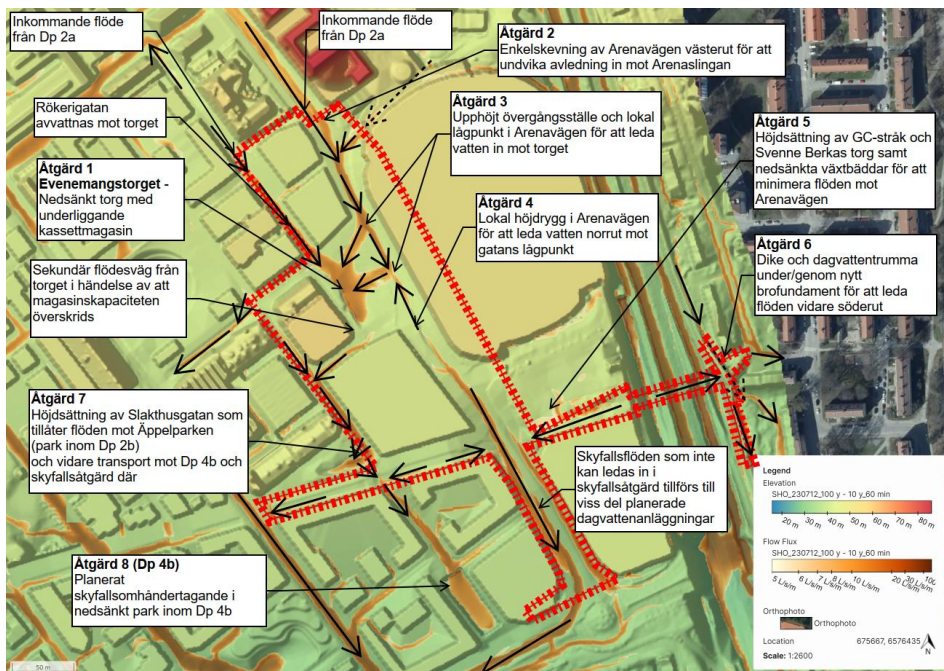 Inkommande flöde
från Dp 2a
Inkommande flöde
från Dp 2a
Åtgärd 2
Enkelskevning av Arenavägen västerut för att
undvika avledning in mot Arenaslingan
Rökerigatan
avvattnas mot torget
Åtgärd 3
Upphöjt övergångsställe och lokal
lågpunkt i Arenavägen för att leda
vatten in mot torget
Åtgärd 5
Höjdsättning av GC-stråk och
Svenne Berkas torg samt
nedsänkta växtbäddar för att
minimera flöden mot
Arenavägen
Åtgärd 1
Evenemangstorget -
Nedsänkt torg med
underliggande
kassettmagasin
Åtgärd 4
Lokal höjdrygg i Arenavägen
för att leda vatten norrut mot
gatans lågpunkt
Åtgärd 6
Dike och dagvattentrumma
under/genom nytt
brofundament för att leda
flöden vidare söderut
Sekundär flödesväg från
torget i händelse av att
magasinskapaciteten
överskrids
Åtgärd 7
Höjdsättning av Slakthusgatan som
tillåter flöden mot Äppelparken
(park inom Dp 2b)
och vidare transport mot Dp 4b och
skyfallsåtgärd där
Skyfallsflöden som inte
kan ledas in i
skyfallsåtgärd tillförs till
viss del planerade
dagvattenanläggningar
Åtgärd 8 (Dp 4b)
Planerat
skyfallsomhändertagande i
nedsänkt park inom Dp 4b
Legend
Elevation
SHO_230712_100 y - 10 y_60 min
20 m 30 m 40 m 50 m 60 m 70 m 80 m
Flow Flux
SHO_230712_100 y - 10 y_60 min
5 L/s/m 6 L/s/m 7 L/s/m 8 L/s/m 10 L/s/m 20 L/s/m 30 L/s/m
Orthophoto
Orthophoto
Location 675667, 6576435
Scale: 1:2600
N
50 m